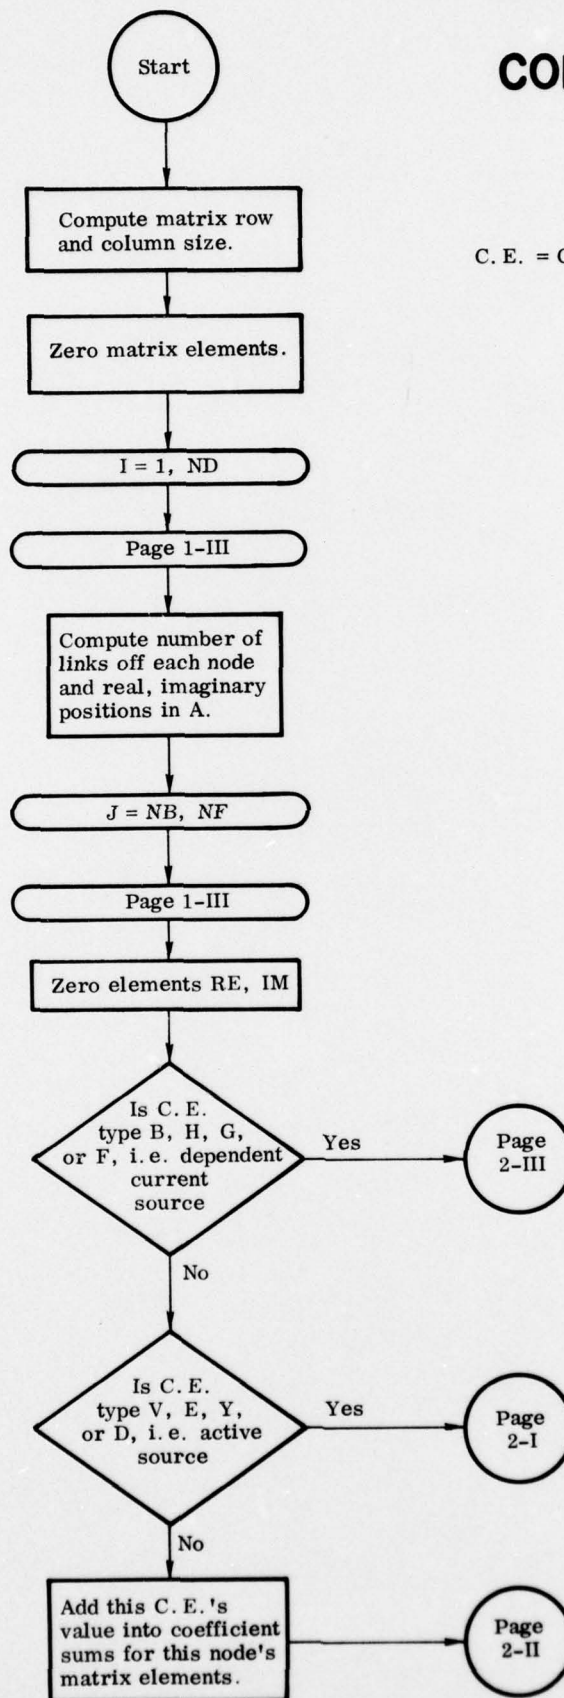 Start
CO
Compute matrix row
and column size.
C. E. =
Zero matrix elements.
I = 1, ND
Page 1-III
Compute number of
links off each node
and real, imaginary
positions in A.
J = NB, NF
Page 1-III
Zero elements RE, IM
Is C. E.
type B, H, G,
or F, i. e. dependent
current
source
Yes
Page
2-III
No
Is C. E.
type V, E, Y,
or D, i. e. active
source
Yes
Page
2-I
No
Add this C. E. 's
value into coefficient
sums for this node's
matrix elements.
Page
2-II